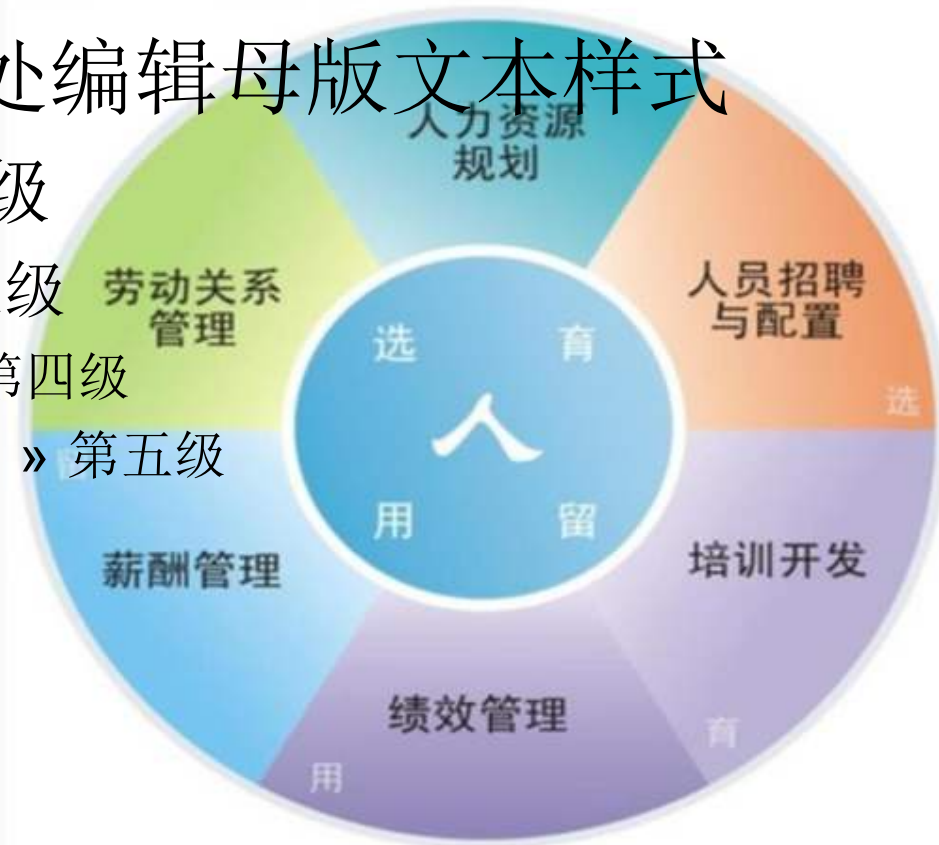 处编辑母版文本样式
级
级
第四级
» 第五级
人力资源
规划
劳动关系
管理
人员招聘
与配置
选 育
人
用 留
选
薪酬管理
培训开发
绩效管理
育
用